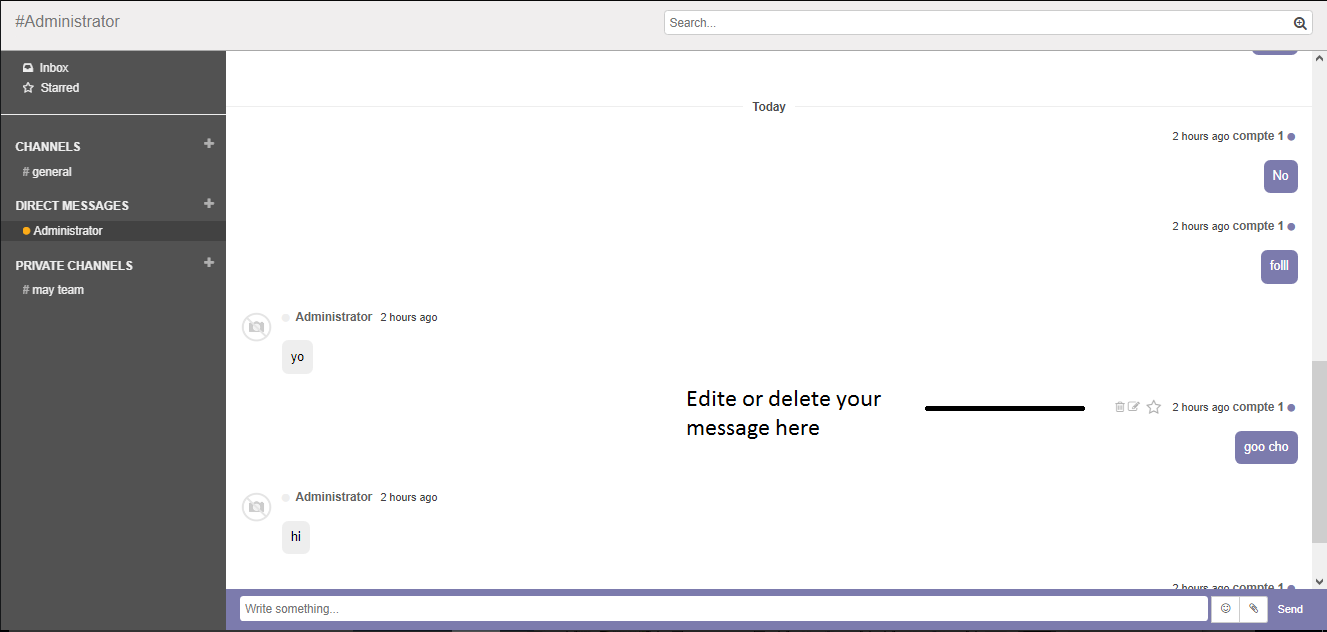 #Administrator
Search...
Inbox
Starred
CHANNELS
# general
DIRECT MESSAGES
Administrator
PRIVATE CHANNELS
# may team
Today
2 hours ago compte 1
No
2 hours ago compte 1
folll
Administrator 2 hours ago
yo
Edite or delete your
message here
2 hours ago compte 1
goo cho
Administrator 2 hours ago
hi
2 hours ago compte 1
Write something...
Send